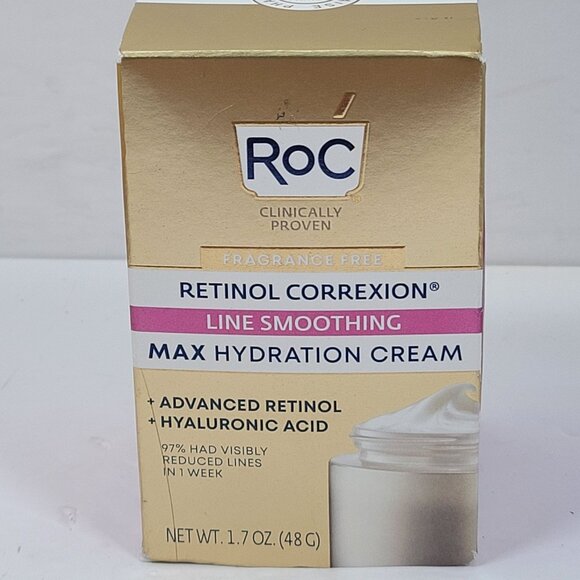 RoC
®
CLINICALLY
PROVEN
FRAGRANCE FREE
RETINOL CORREXION®
LINE SMOOTHING
MAX HYDRATION CREAM
+ ADVANCED RETINOL
+ HYALURONIC ACID
97% HAD VISIBLY
REDUCED LINES
IN 1 WEEK
NET WT. 1.7 OZ. (48 G)